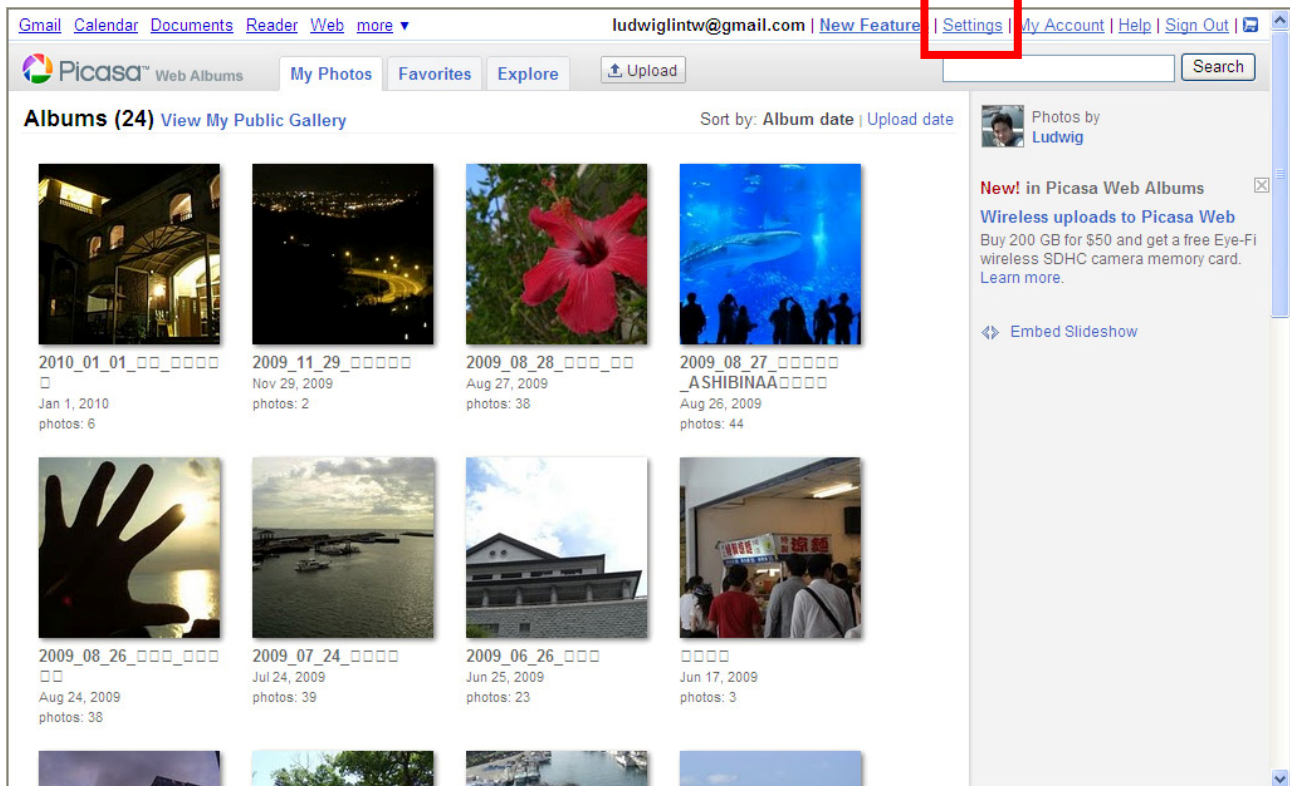 Gmail Calendar Documents Reader Web more ▼
ludwiglintw@gmail.com | New Feature | Settings | My Account | Help | Sign Out |
Picasa™ Web Albums My Photos Favorites Explore Upload Search
Albums (24) View My Public Gallery
Sort by: Album date | Upload date
Photos by
Ludwig
New! in Picasa Web Albums
Wireless uploads to Picasa Web
Buy 200 GB for $50 and get a free Eye-Fi
wireless SDHC camera memory card.
Learn more.
Embed Slideshow
2010_01_01_□□_□□□□
□
Jan 1, 2010
photos: 6
2009_11_29_□□□□□
Nov 29, 2009
photos: 2
2009_08_28_□□□_□□
Aug 27, 2009
photos: 38
2009_08_27_□□□□□
_ASHIBINAA□□□□
Aug 26, 2009
photos: 44
涼麵
2009_08_26_□□□_□□□
□□
Aug 24, 2009
photos: 38
2009_07_24_□□□□
Jul 24, 2009
photos: 39
2009_06_26_□□□
Jun 25, 2009
photos: 23
□□□□
Jun 17, 2009
photos: 3